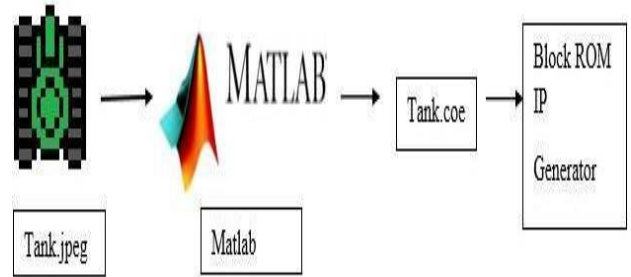 MATLAB
Tank.coe
Block ROM
IP
Generator
Tank.jpeg
Matlab